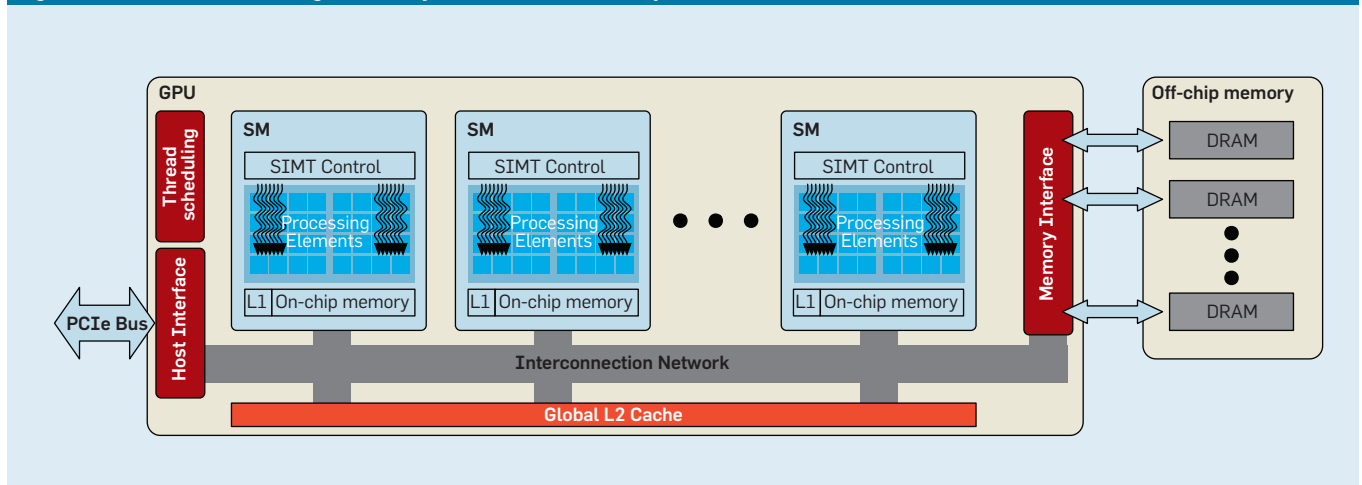 GPU
Thread
scheduling
Host Interface
PCIe Bus
SM
SIMT Control
Processing
Elements
L1 On-chip memory
SM
SIMT Control
Processing
Elements
L1 On-chip memory
SM
SIMT Control
Processing
Elements
L1 On-chip memory
Interconnection Network
Global L2 Cache
Memory Interface
Off-chip memory
DRAM
DRAM
DRAM